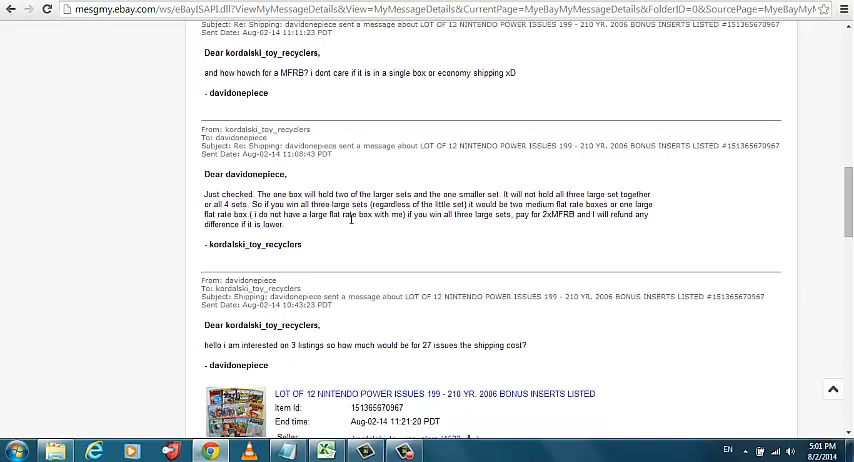 mesgmy.ebay.com/ws/eBayISAPI.dll?ViewMyMessageDetails&View=MyMessageDetails&CurrentPage=MyeBayMyMessageDetails&FolderID=0&SourcePage=MyeBayMy
Subject: Re: Shipping: davidonepiece sent a message about LOT OF 12 NINTENDO POWER ISSUES 199 - 210 YR. 2006 BONUS INSERTS LISTED #151365670967
Sent Date: Aug-02-14 11:11:23 PDT
Dear kordalski_toy_recyclers,
and how howch for a MFRB? i dont care if it is in a single box or economy shipping xD
- davidonepiece
From: kordalski_toy_recyclers
To: davidonepiece
Subject: Re: Shipping: davidonepiece sent a message about LOT OF 12 NINTENDO POWER ISSUES 199 - 210 YR. 2006 BONUS INSERTS LISTED #151365670967
Sent Date: Aug-02-14 11:08:43 PDT
Dear davidonepiece,
Just checked. The one box will hold two of the larger sets and the one smaller set. It will not hold all three large set together
or all 4 sets. So if you win all three large sets (regardless of the little set) it would be two medium flat rate boxes or one large
flat rate box.( i do not have a large flat rate box with me) if you win all three large sets, pay for 2xMFRB and I will refund any
difference if it is lower.
- kordalski_toy_recyclers
From: davidonepiece
To: kordalski_toy_recyclers
Subject: Shipping: davidonepiece sent a message about LOT OF 12 NINTENDO POWER ISSUES 199 - 210 YR. 2006 BONUS INSERTS LISTED #151365670967
Sent Date: Aug-02-14 10:43:23 PDT
Dear kordalski_toy_recyclers,
hello i am interested on 3 listings so how much would be for 27 issues the shipping cost?
- davidonepiece
LOT OF 12 NINTENDO POWER ISSUES 199 - 210 YR. 2006 BONUS INSERTS LISTED
Item Id: 151365670967
End time: Aug-02-14 11:21:20 PDT
Seller:
EN
5:01 PM
8/2/2014